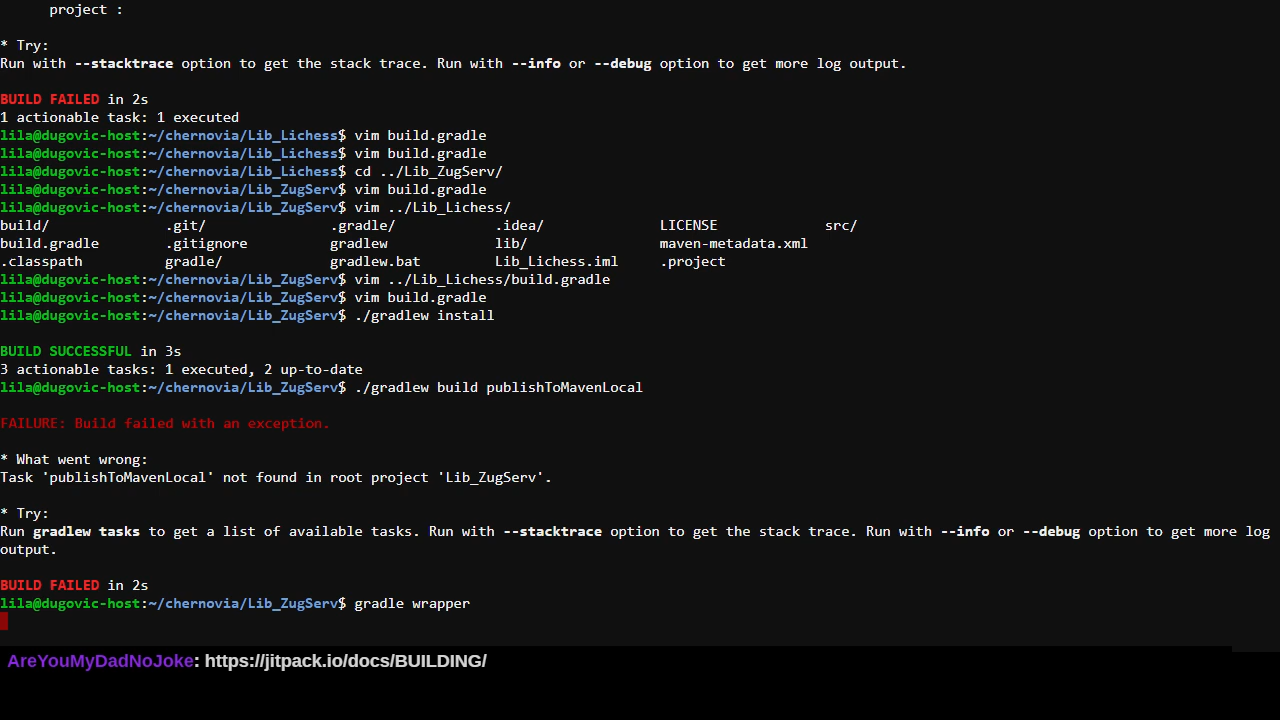 project :
* Try:
Run with --stacktrace option to get the stack trace. Run with --info or --debug option to get more log output.
BUILD FAILED in 2s
1 actionable task: 1 executed
lila@dugovic-host:~/chernovia/Lib_Lichess$ vim build.gradle
lila@dugovic-host:~/chernovia/Lib_Lichess$ vim build.gradle
lila@dugovic-host:~/chernovia/Lib_Lichess$ cd ../Lib_ZugServ/
lila@dugovic-host:~/chernovia/Lib_ZugServ$ vim build.gradle
lila@dugovic-host:~/chernovia/Lib_ZugServ$ vim ../Lib_Lichess/
build/ .git/ .gradle/ .idea/ LICENSE src/
build.gradle .gitignore gradlew lib/ maven-metadata.xml
.classpath gradle/ gradlew.bat Lib_Lichess.iml .project
lila@dugovic-host:~/chernovia/Lib_ZugServ$ vim ../Lib_Lichess/build.gradle
lila@dugovic-host:~/chernovia/Lib_ZugServ$ vim build.gradle
lila@dugovic-host:~/chernovia/Lib_ZugServ$ ./gradlew install
BUILD SUCCESSFUL in 3s
3 actionable tasks: 1 executed, 2 up-to-date
lila@dugovic-host:~/chernovia/Lib_ZugServ$ ./gradlew build publishToMavenLocal
FAILURE: Build failed with an exception.
* What went wrong:
Task 'publishToMavenLocal' not found in root project 'Lib_ZugServ'.
* Try:
Run gradlew tasks to get a list of available tasks. Run with --stacktrace option to get the stack trace. Run with --info or --debug option to get more log
output.
BUILD FAILED in 2s
lila@dugovic-host:~/chernovia/Lib_ZugServ$ gradle wrapper
AreYouMyDadNoJoke: https://jitpack.io/docs/BUILDING/